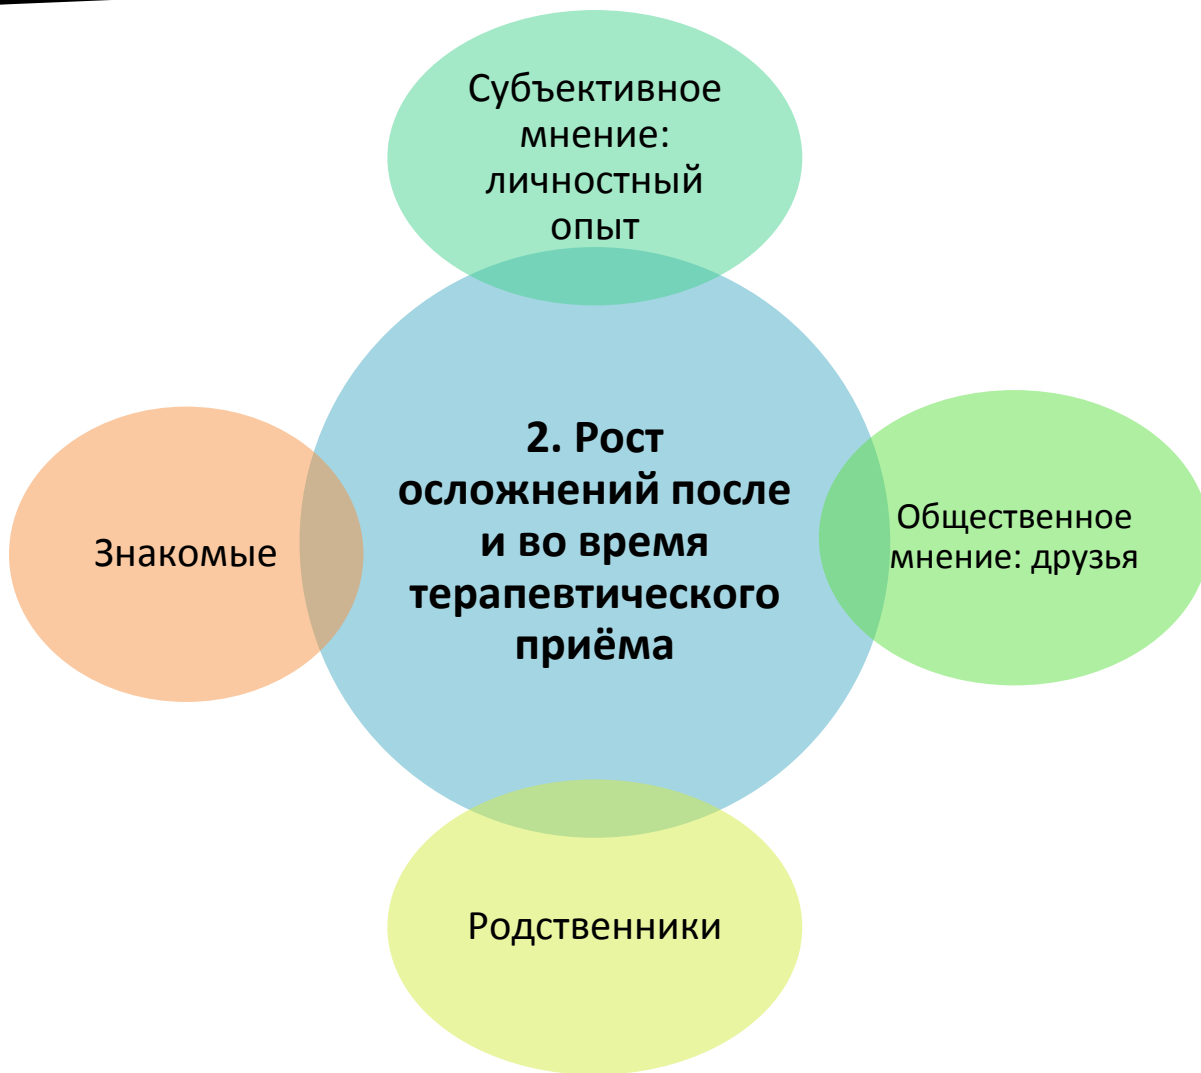 Субъективное
мнение:
личностный
опыт
2. Рост
осложнений после
и во время
терапевтического
приёма
Знакомые
Общественное
мнение: друзья
Родственники